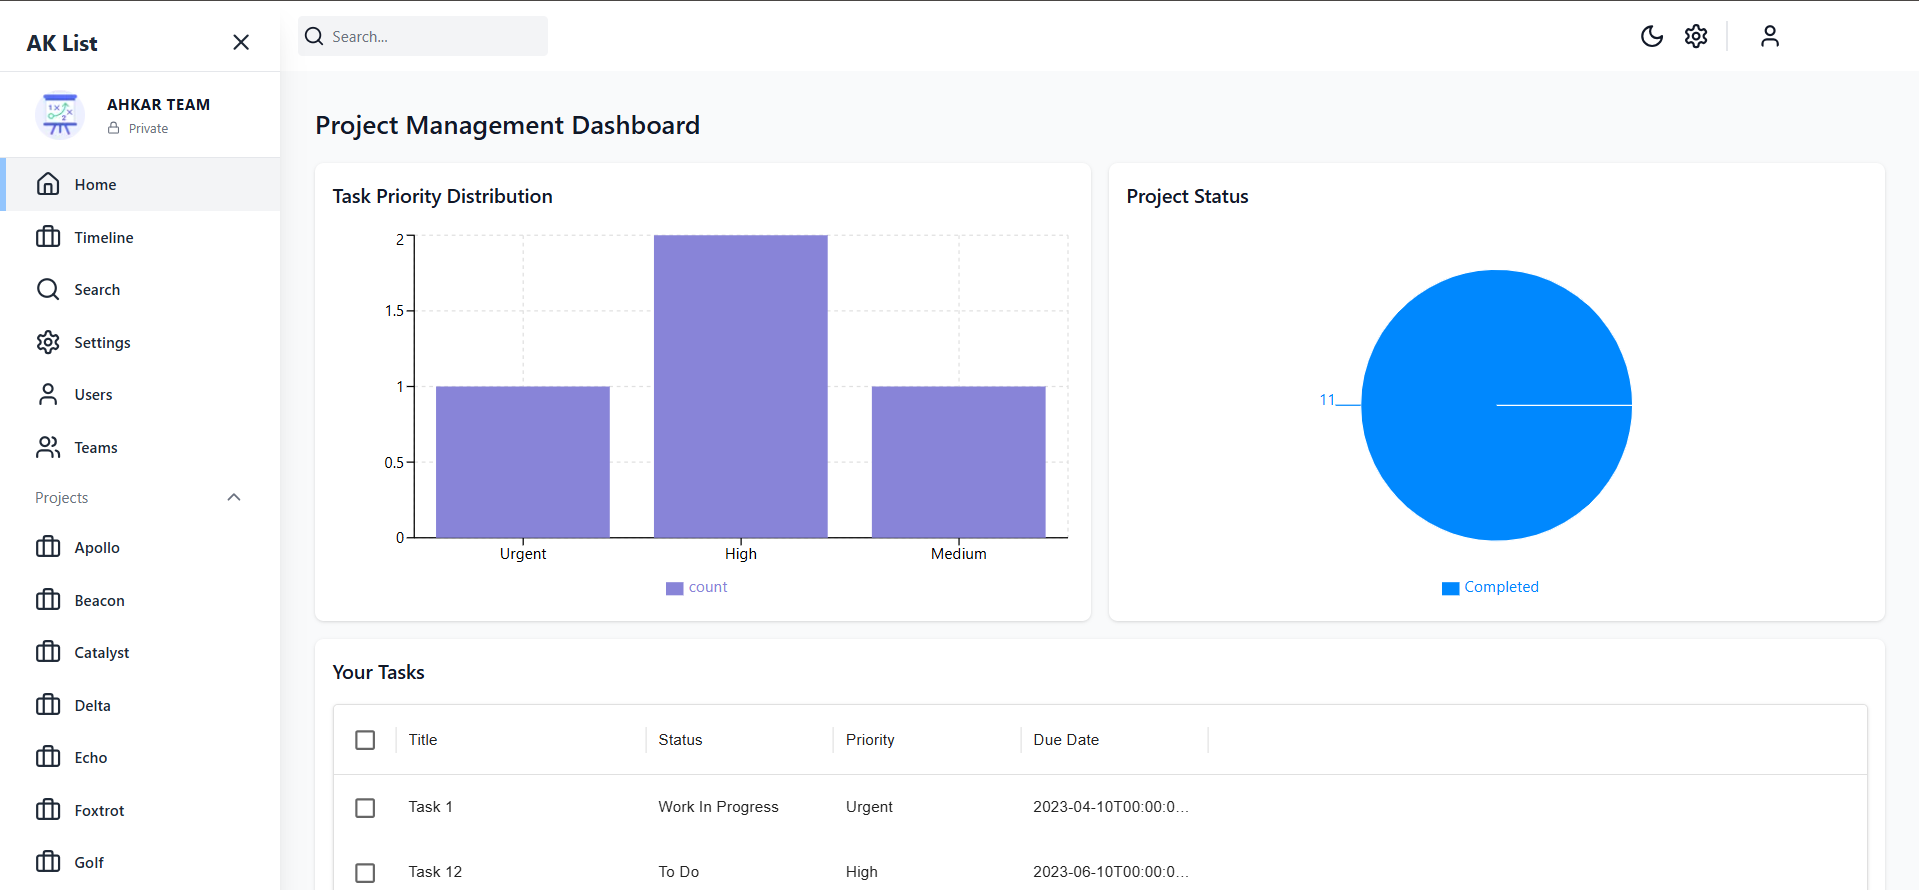 AK List
Search...
AHKAR TEAM
Private
Home
Timeline
Search
Settings
Users
Teams
Projects
Apollo
Beacon
Catalyst
Delta
Echo
Foxtrot
Golf
Project Management Dashboard
Task Priority Distribution
2
1.5
1
0.5
0
Urgent High Medium
count
Project Status
11
Completed
Your Tasks
Title Status Priority Due Date
Task 1 Work In Progress Urgent 2023-04-10T00:00:0...
Task 12 To Do High 2023-06-10T00:00:0...